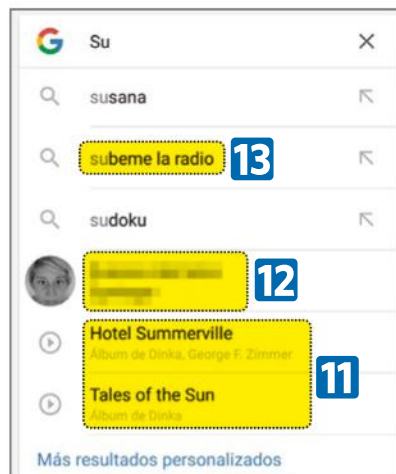 Su
susana
subeme la radio
13
sudoku
12
Hotel Summerville
Álbum de Dinka, George F. Zimmer
11
Tales of the Sun
Álbum de Dinka
Más resultados personalizados